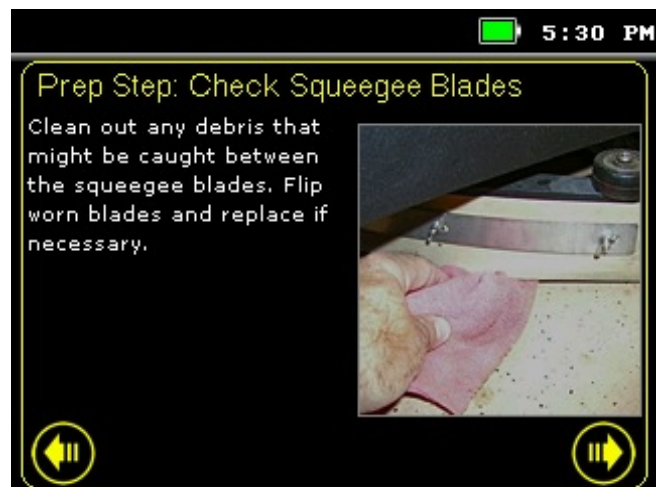 5:30 PM
Prep Step: Check Squeegee Blades
Clean out any debris that
might be caught between
the squeegee blades. Flip
worn blades and replace if
necessary.